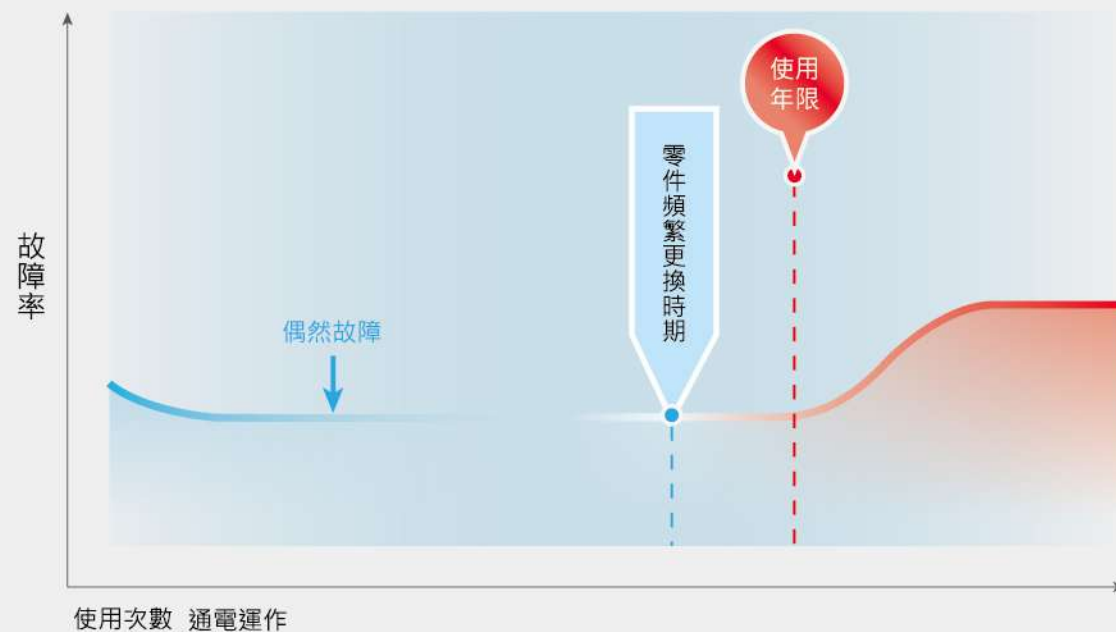 使用
年限
零件頻繁更換時期
故障率
偶然故障
使用次數 通電運作